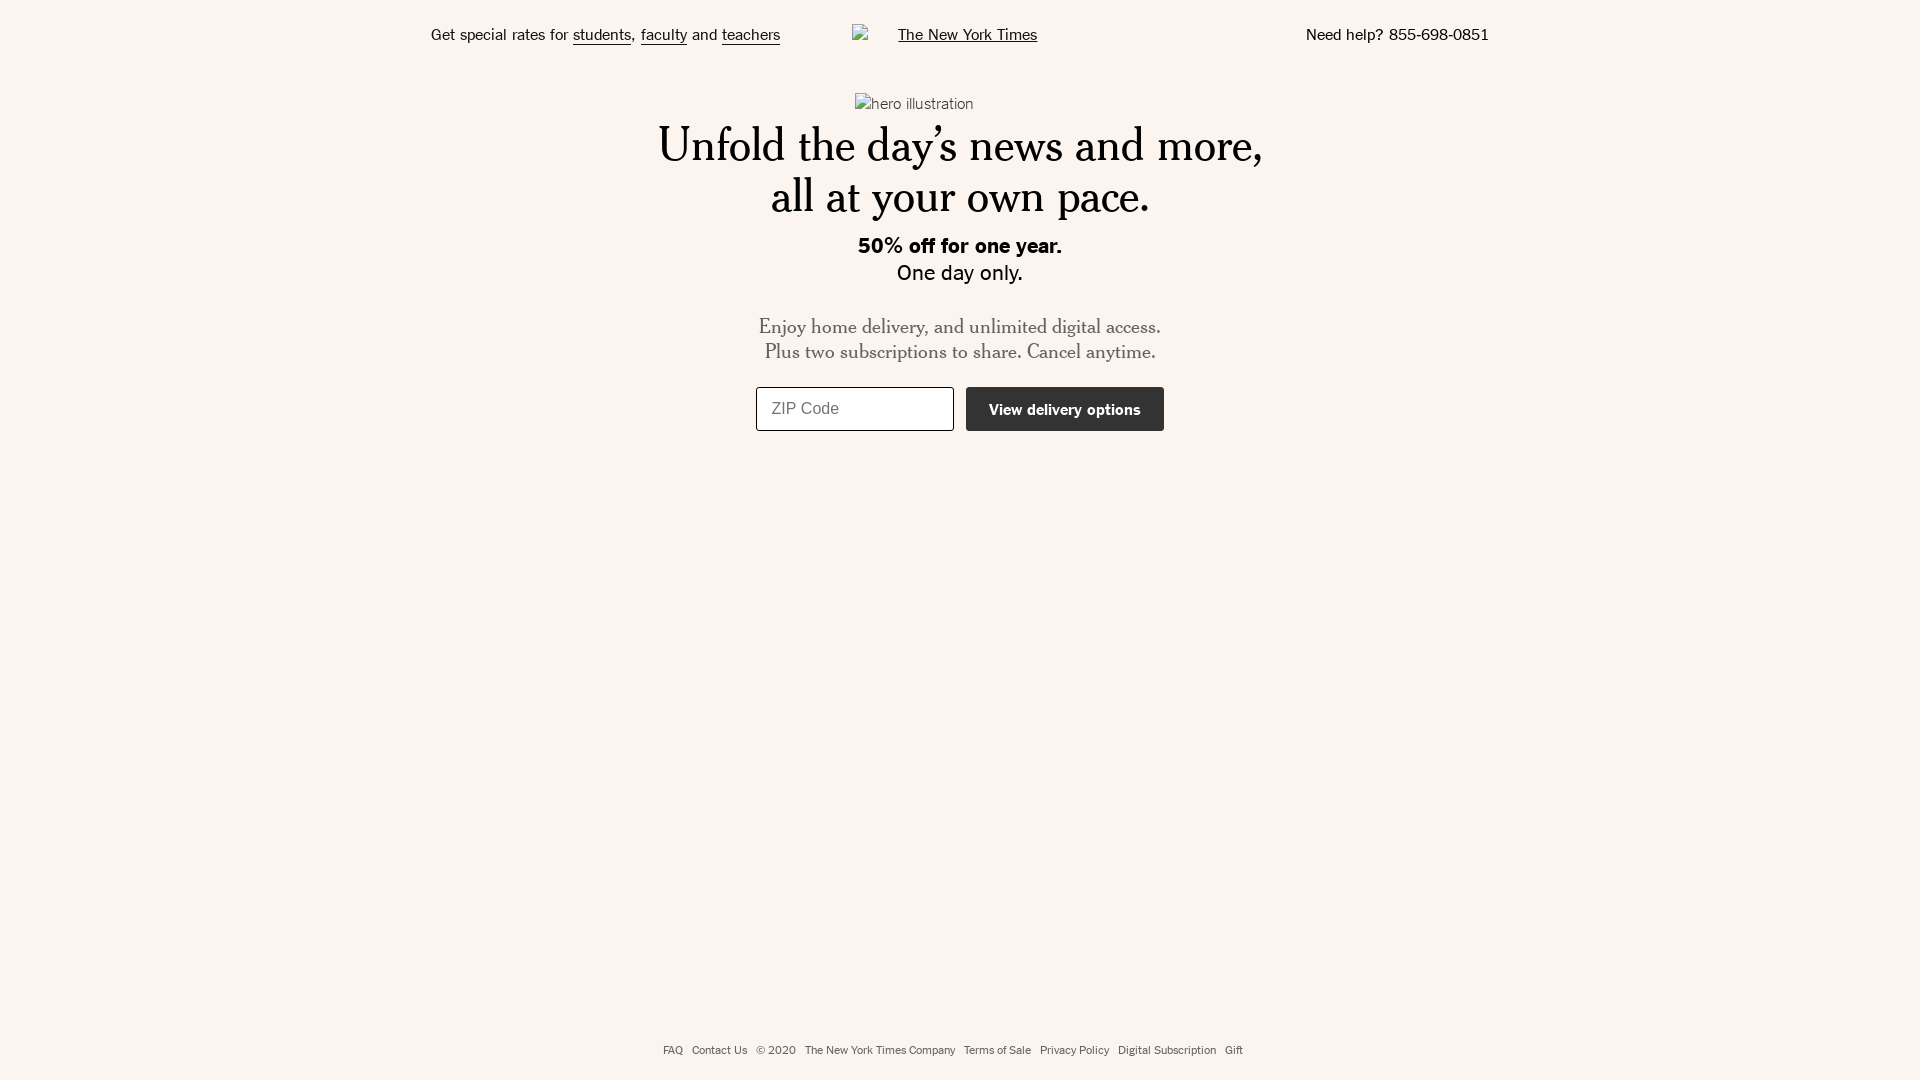 Get special rates for students, faculty and teachers
The New York Times
Need help? 855-698-0851
hero illustration
Unfold the day’s news and more,
all at your own pace.
50% off for one year.
One day only.
Enjoy home delivery, and unlimited digital access.
Plus two subscriptions to share. Cancel anytime.
ZIP Code
View delivery options
FAQ Contact Us © 2020 The New York Times Company Terms of Sale Privacy Policy Digital Subscription Gift